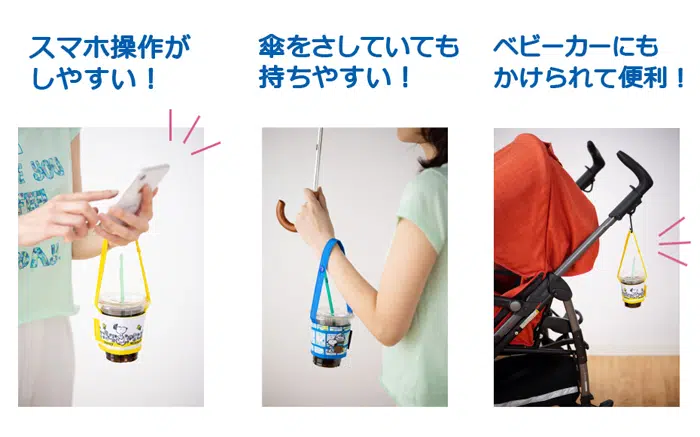 スマホ操作が
しやすい！
傘をさしていても
持ちやすい！
ベビーカーにも
かけられて便利！
YOU